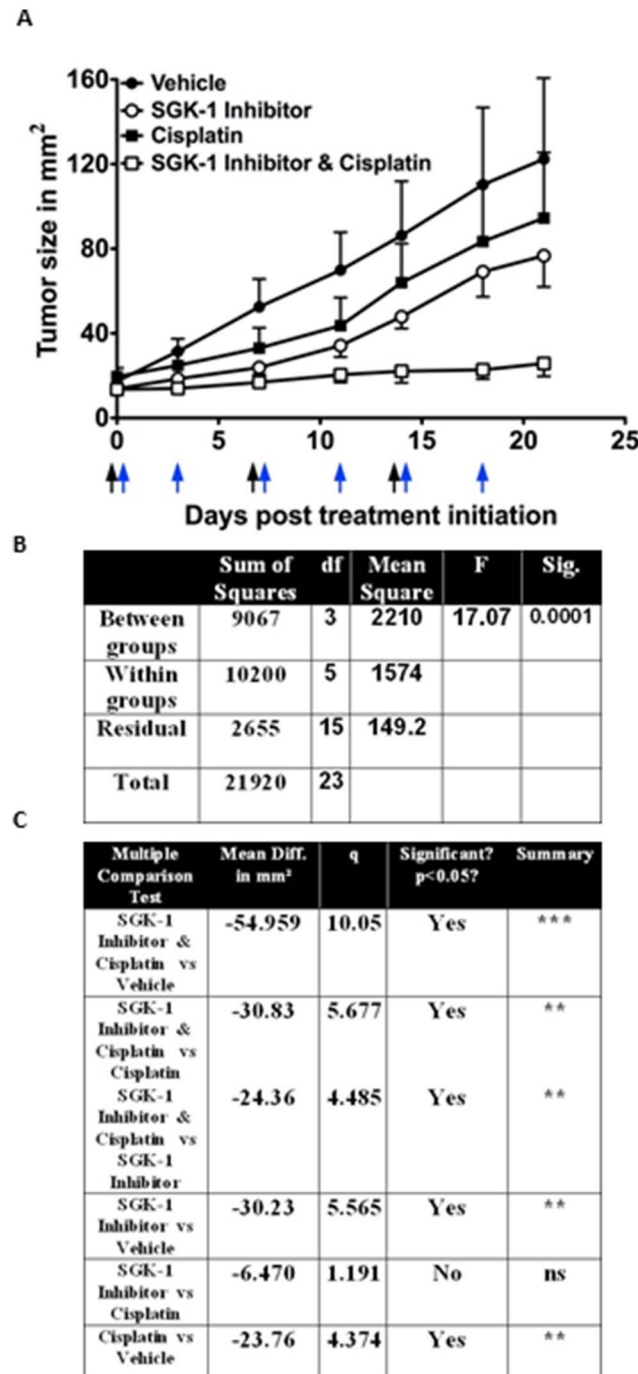 A
160
120
80
40
0
Tumor size in mm²
Vehicle
SGK-1 Inhibitor
Cisplatin
SGK-1 Inhibitor & Cisplatin
0 5 10 15 20 25
Days post treatment initiation
B
Sum of Squares df Mean Square F Sig.
Between groups 9067 3 2210 17.07 0.0001
Within groups 10200 5 1574
Residual 2655 15 149.2
Total 21920 23
C
Multiple Comparison Test Mean Diff. in mm² q Significant? p<0.05? Summary
SGK-1 Inhibitor & Cisplatin vs Vehicle -54.959 10.05 Yes ***
SGK-1 Inhibitor & Cisplatin vs Cisplatin -30.83 5.677 Yes **
SGK-1 Inhibitor & Cisplatin vs SGK-1 Inhibitor -24.36 4.485 Yes **
SGK-1 Inhibitor vs Vehicle -30.23 5.565 Yes **
SGK-1 Inhibitor vs Cisplatin -6.470 1.191 No ns
Cisplatin vs Vehicle -23.76 4.374 Yes **